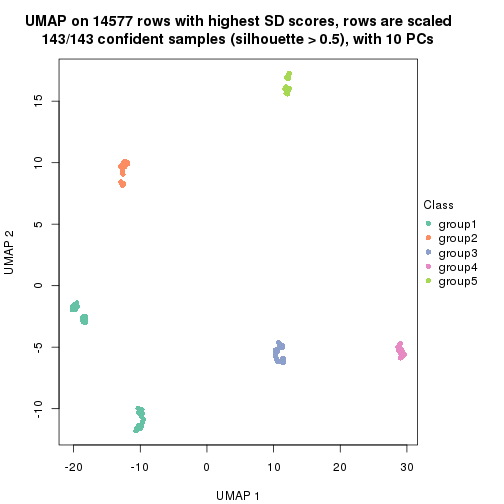 UMAP on 14577 rows with highest SD scores, rows are scaled
143/143 confident samples (silhouette > 0.5), with 10 PCs
15
10
5
0
-5
-10
UMAP 2
-20
-10
0
10
20
30
UMAP 1
Class
group1
group2
group3
group4
group5